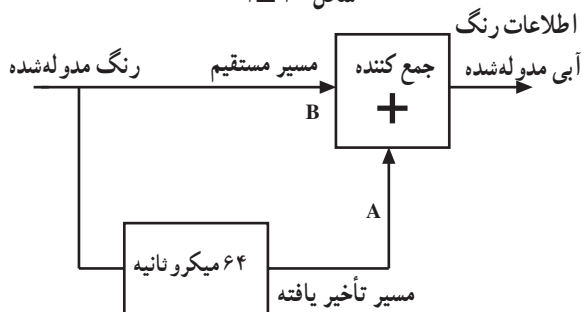 اطلاعات رنگ
آبی مدوله‌شده
جمع کننده
+
مسیر مستقیم
رنگ مدوله‌شده
B
A
۶۴ میکروثانیه
مسیر تأخیر یافته